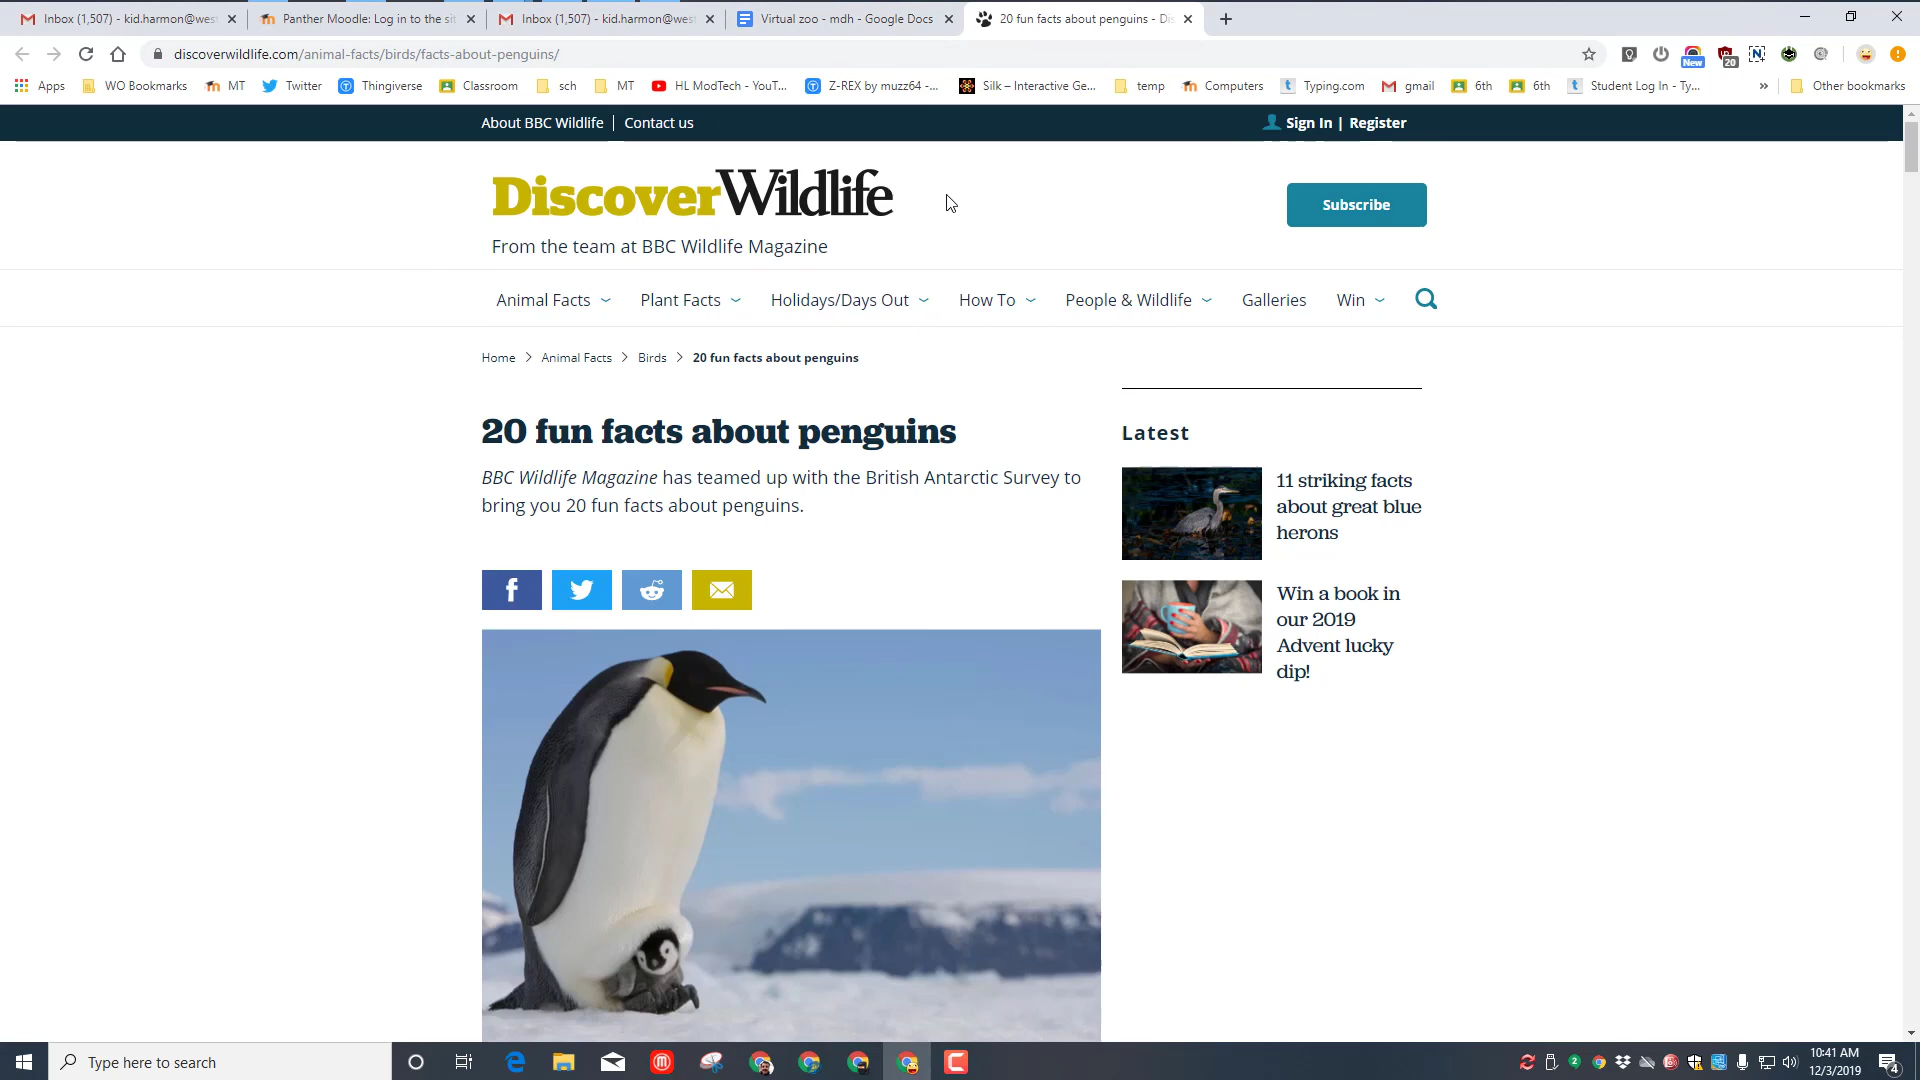 Inbox (1,507) - kid.harmon@west
Panther Moodle: Log in to the sit
Inbox (1,507) - kid.harmon@west
Virtual zoo - mdh - Google Docs
20 fun facts about penguins - Dis
discoverwildlife.com/animal-facts/birds/facts-about-penguins/
New
20
Apps
WO Bookmarks
MT
Twitter
Thingiverse
Classroom
sch
MT
HL ModTech - YouT...
Z-REX by muzz64 -...
Silk – Interactive Ge...
temp
Computers
Typing.com
gmail
6th
6th
Student Log In - Ty...
»
Other bookmarks
About BBC Wildlife | Contact us
Sign In | Register
DiscoverWildlife
From the team at BBC Wildlife Magazine
Subscribe
Animal Facts
Plant Facts
Holidays/Days Out
How To
People & Wildlife
Galleries
Win
Home > Animal Facts > Birds > 20 fun facts about penguins
20 fun facts about penguins
BBC Wildlife Magazine has teamed up with the British Antarctic Survey to
bring you 20 fun facts about penguins.
Latest
11 striking facts
about great blue
herons
Win a book in
our 2019
Advent lucky
dip!
Type here to search
10:41 AM
12/3/2019
4